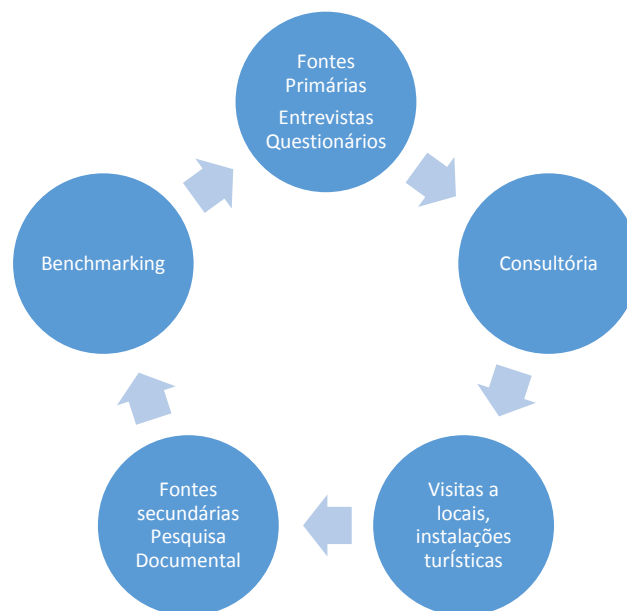 Fontes
Primárias
Entrevistas
Questionários
Consultória
Visitas a
locais,
instalações
turÍsticas
Fontes
secundárias
Pesquisa
Documental
Benchmarking